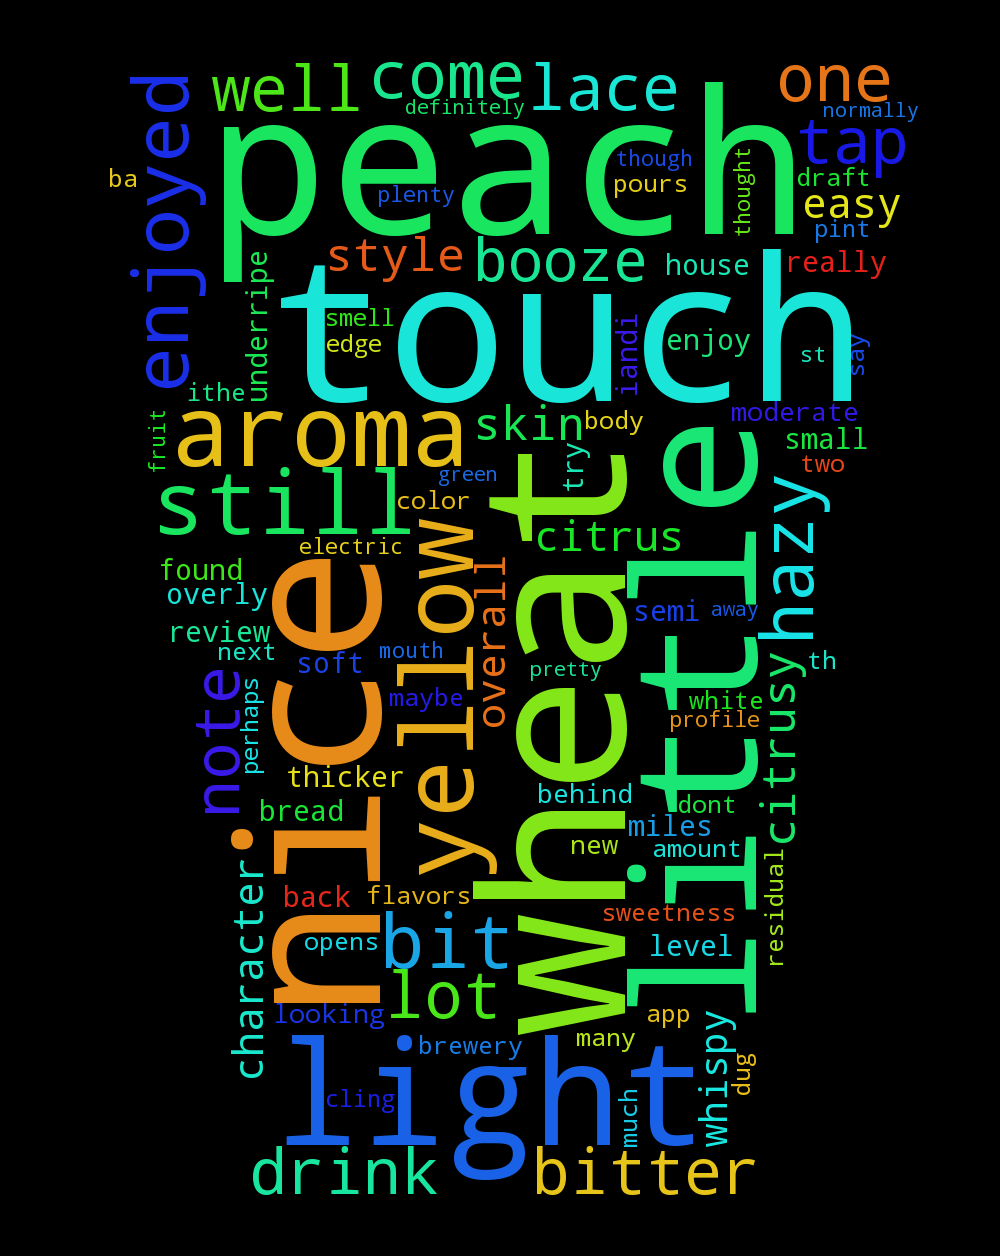 enjoyed
well
come
lace
one
definitely
normally
peach
tap
ba
plenty
though
pours
thought
draft
easy
pint
style
booze
house
really
underripe
touch
smell
edge
iandi
enjoy
st
say
ithe
aroma
skin
body
moderate
fruit
small
try
two
still
green
color
wheat
little
hazy
citrus
electric
nice
yellow
overall
found
overly
review
next
soft
mouth
semi
away
th
pretty
note
perhaps
maybe
white
profile
citrusy
thicker
behind
dont
bread
miles
new
amount
residual
character
back
flavors
sweetness
opens
bit
level
lot
looking
app
many
whispy
brewery
light
dug
cling
much
drink
bitter